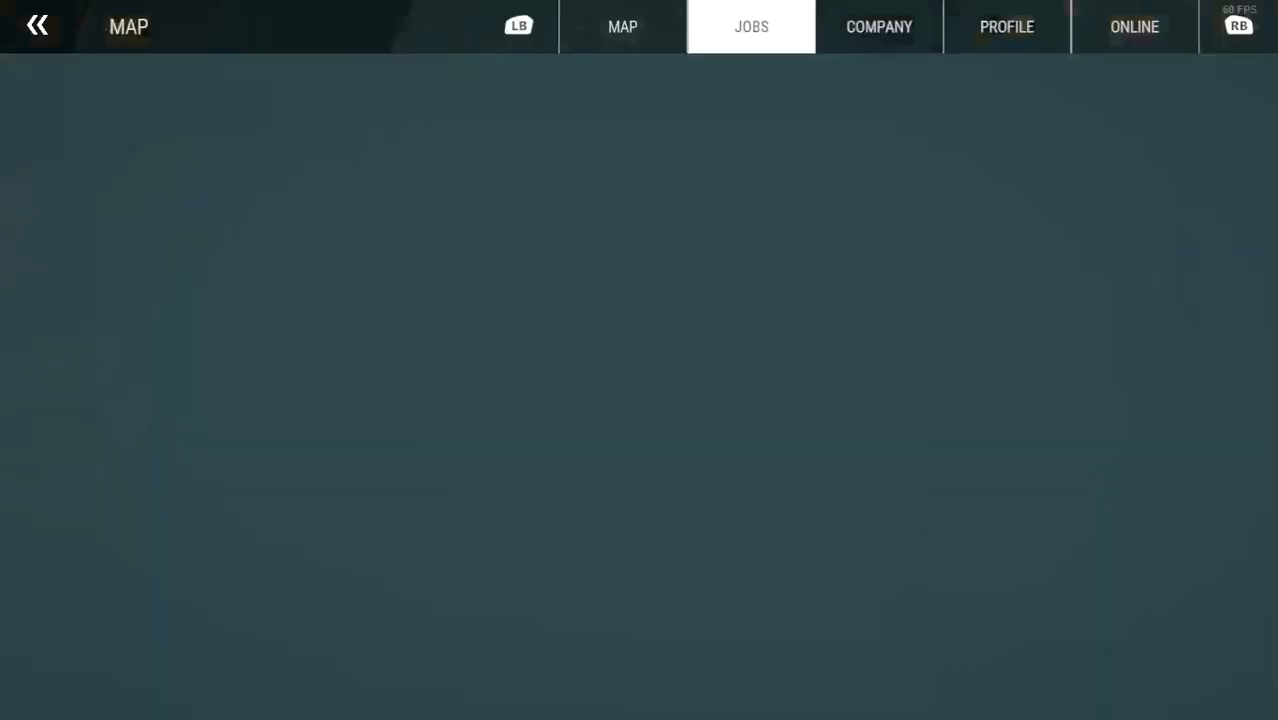 60 FPS
MAP
LB
MAP
JOBS
COMPANY
PROFILE
ONLINE
RB